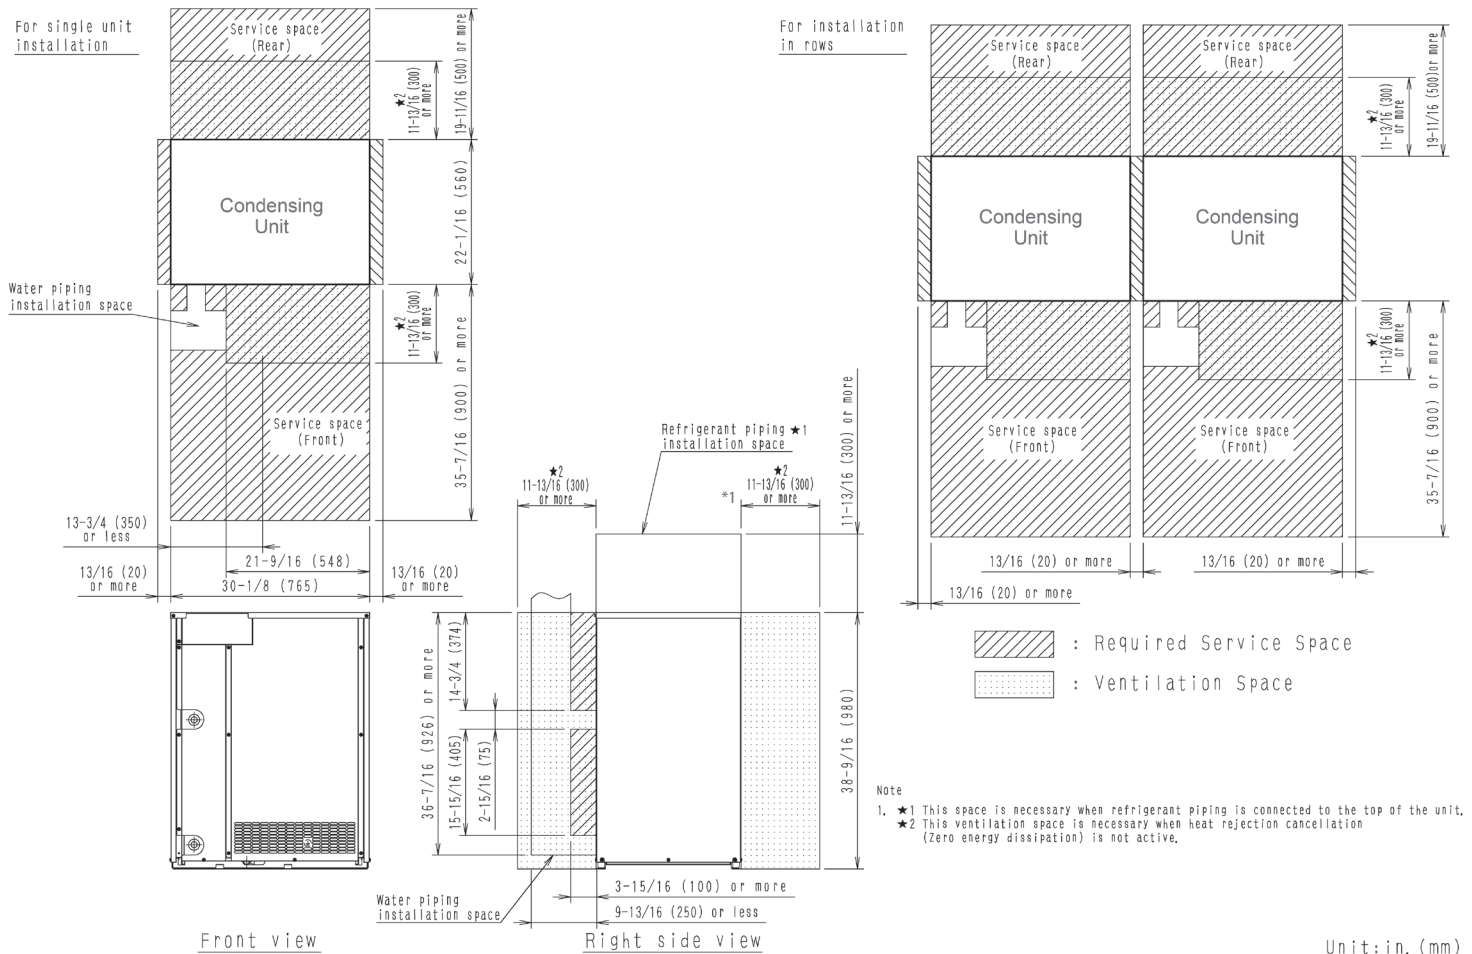 For single unit
installation
Service space
(Rear)
★2
11-13/16 (300)
or more
19-11/16 (500) or more
Condensing
Unit
22-1/16 (560)
Water piping
installation space
★2
11-13/16 (300)
or more
35-7/16 (900) or more
Service space
(Front)
13-3/4 (350)
or less
21-9/16 (548)
13/16 (20)
or more
30-1/8 (765)
13/16 (20)
or more
For installation
in rows
Service space
(Rear)
Service space
(Rear)
★2
11-13/16 (300)
or more
19-11/16 (500)or more
Condensing
Unit
Condensing
Unit
★2
11-13/16 (300)
or more
35-7/16 (900) or more
Service space
(Front)
Service space
(Front)
13/16 (20) or more
13/16 (20) or more
13/16 (20) or more
Refrigerant piping ★1
installation space
★2
11-13/16 (300)
or more
★2
11-13/16 (300)
or more
*1
11-13/16 (300) or more
36-7/16 (926) or more
14-3/4 (374)
15-15/16 (405)
2-15/16 (75)
38-9/16 (980)
Water piping
installation space
3-15/16 (100) or more
9-13/16 (250) or less
Front view
Right side view
: Required Service Space
: Ventilation Space
Note
1. ★1 This space is necessary when refrigerant piping is connected to the top of the unit.
★2 This ventilation space is necessary when heat rejection cancellation
(Zero energy dissipation) is not active.
Unit:in. (mm)